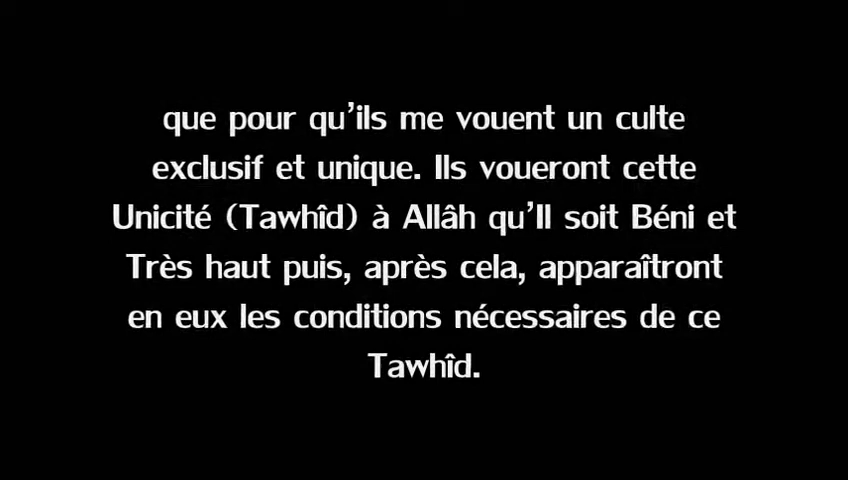 que pour qu'ils me vouent un culte
exclusif et unique. Ils voueront cette
Unicité (Tawhîd) à Allâh qu'Il soit Béni et
Très haut puis, après cela, apparaîtront
en eux les conditions nécessaires de ce
Tawhîd.